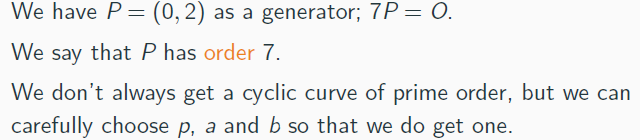 We have P = (0, 2) as a generator; 7P = O.
We say that P has order 7.
We don't always get a cyclic curve of prime order, but we can
carefully choose p, a and b so that we do get one.